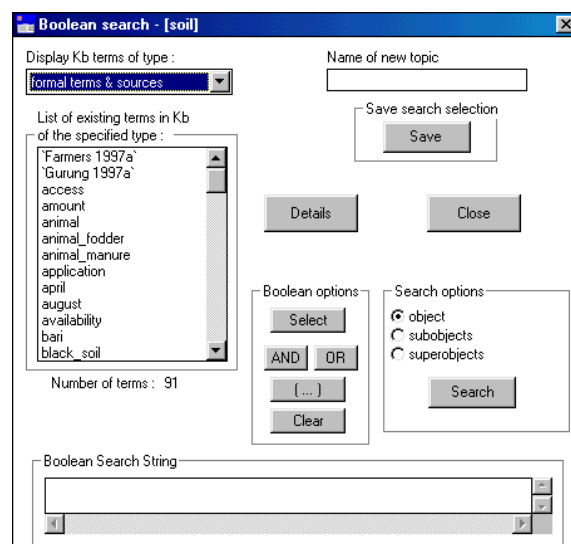 Boolean search - [soil]
Display Kb terms of type :
formal terms & sources
Name of new topic
Save search selection
Save
List of existing terms in Kb
of the specified type :
`Farmers 1997a`
`Gurung 1997a`
access
amount
animal
animal_fodder
animal_manure
application
april
august
availability
bari
black_soil
Number of terms : 91
Details
Close
Boolean options
Select
AND OR
( ... )
Clear
Search options
object
subobjects
superobjects
Search
Boolean Search String